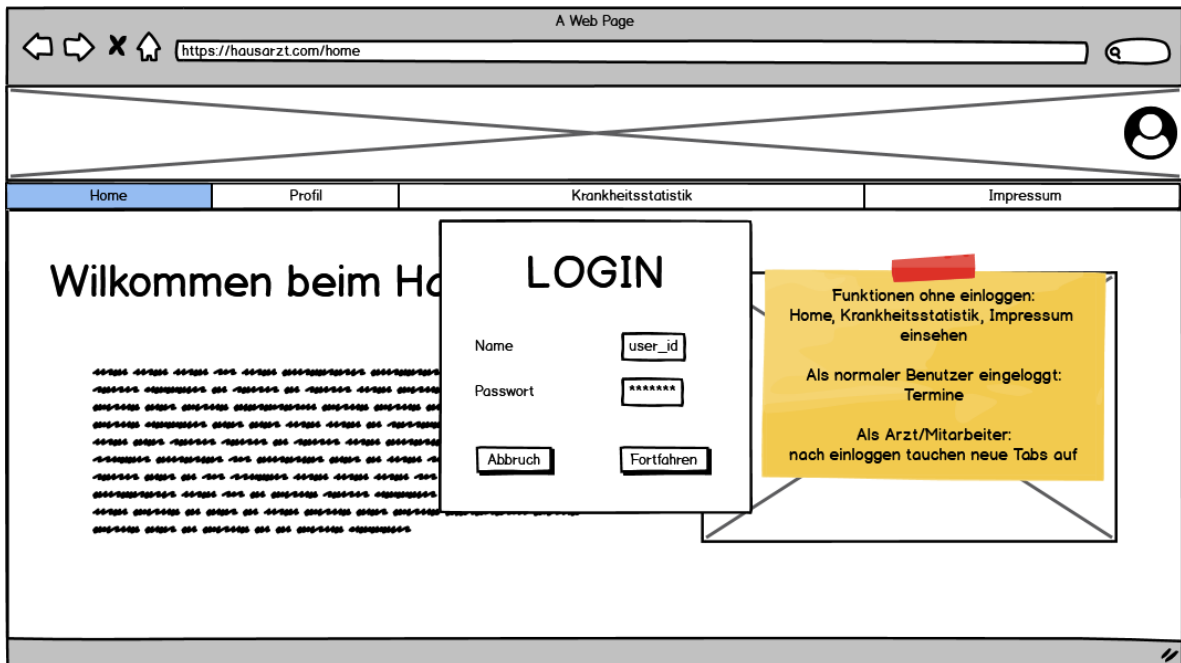 A Web Page
https://hausarzt.com/home
Home
Profil
Krankheitsstatistik
Impressum
Wilkommen beim Ha
LOGIN
Name
user_id
Passwort
*******
Abbruch
Fortfahren
Funktionen ohne einloggen:
Home, Krankheitsstatistik, Impressum
einsehen
Als normaler Benutzer eingeloggt:
Termine
Als Arzt/Mitarbeiter:
nach einloggen tauchen neue Tabs auf